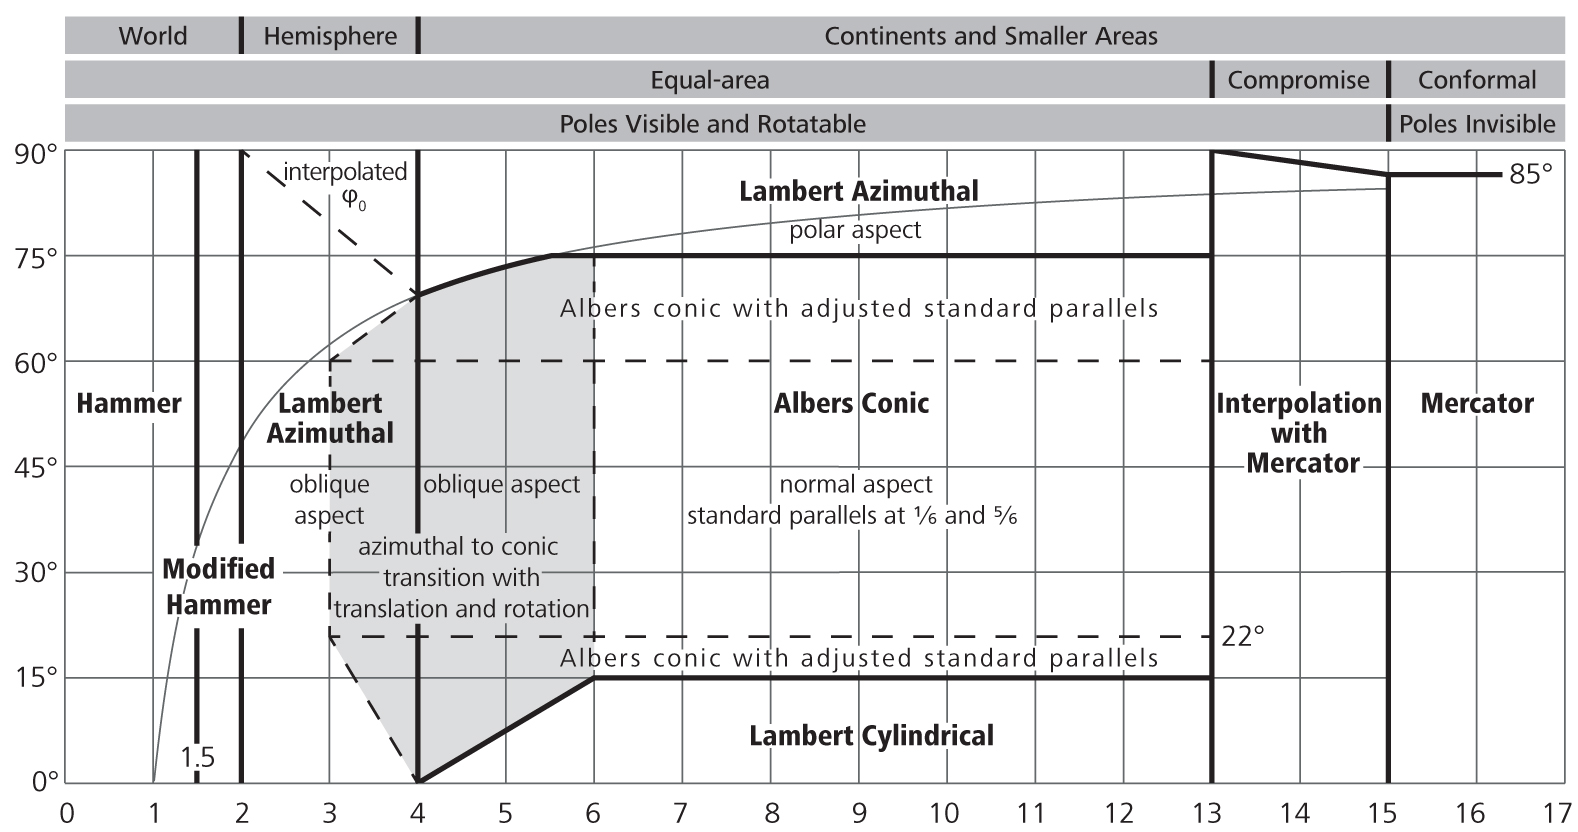 World Hemisphere Continents and Smaller Areas
Equal-area Compromise Conformal
Poles Visible and Rotatable Poles Invisible
90°
interpolated
φ0
Lambert Azimuthal
polar aspect
85°
75°
Albers conic with adjusted standard parallels
60°
Hammer
Lambert
Azimuthal
Albers Conic
Interpolation
with
Mercator
Mercator
45°
oblique
aspect
oblique aspect
normal aspect
standard parallels at ⅙ and ⅚
azimuthal to conic
transition with
translation and rotation
30°
Modified
Hammer
22°
Albers conic with adjusted standard parallels
15°
Lambert Cylindrical
1.5
0°
0 1 2 3 4 5 6 7 8 9 10 11 12 13 14 15 16 17